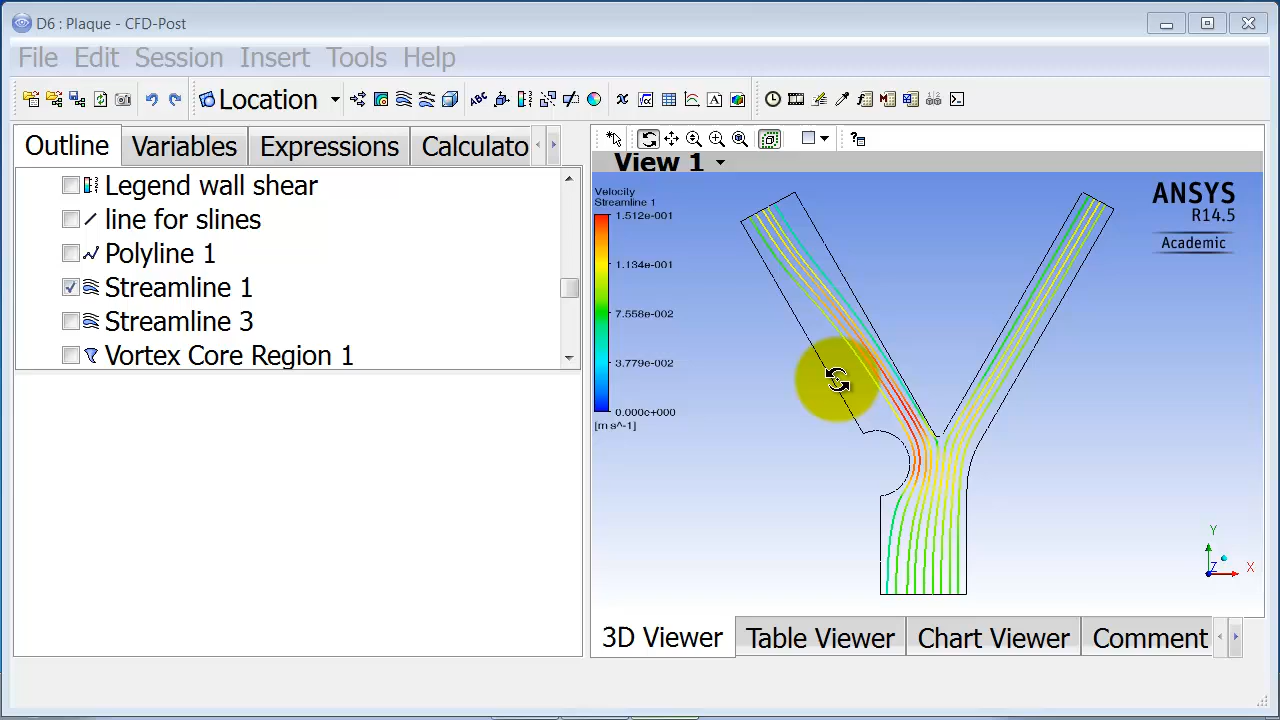 D6 : Plaque - CFD-Post
File Edit Session Insert Tools Help
Location
Outline Variables Expressions Calculato
Legend wall shear
line for slines
Polyline 1
Streamline 1
Streamline 3
Vortex Core Region 1
View 1
Velocity
Streamline 1
1.512e-001
1.134e-001
7.558e-002
3.779e-002
0.000e+000
[m s^-1]
ANSYS
R14.5
Academic
Y
Z
X
3D Viewer Table Viewer Chart Viewer Comment